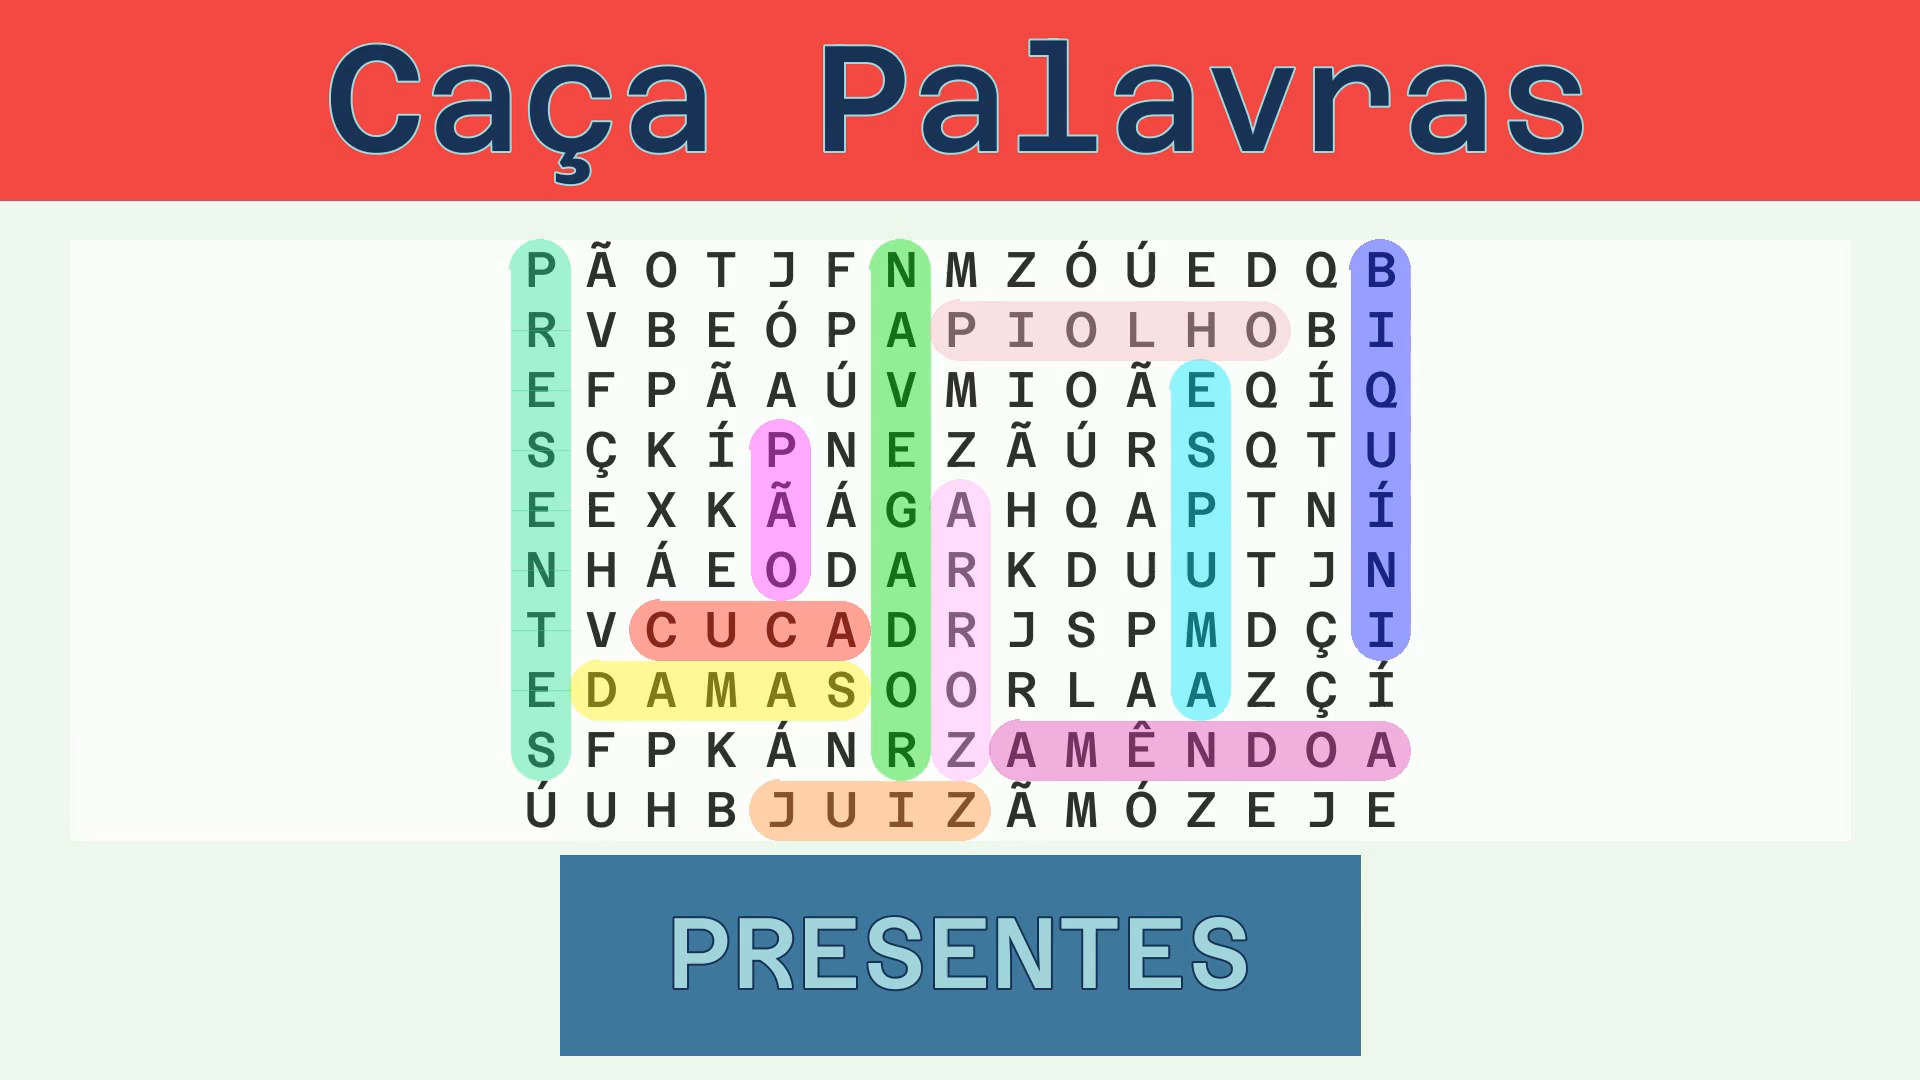 Caça Palavras
P Ã O T J F N M Z Ó Ú E D Q B
R V B E Ó P A P I O L H O B I
E F P Ã A Ú V M I O Ã E Q Í Q
S Ç K Í P N E Z Ã Ú R S Q T U
E E X K Ã Á G A H Q A P T N Í
N H Á E O D A R K D U U T J N
T V C U C A D R J S P M D Ç I
E D A M A S O O R L A A Z Ç Í
S F P K Á N R Z A M Ê N D O A
Ú U H B J U I Z Ã M Ó Z E J E
PRESENTES